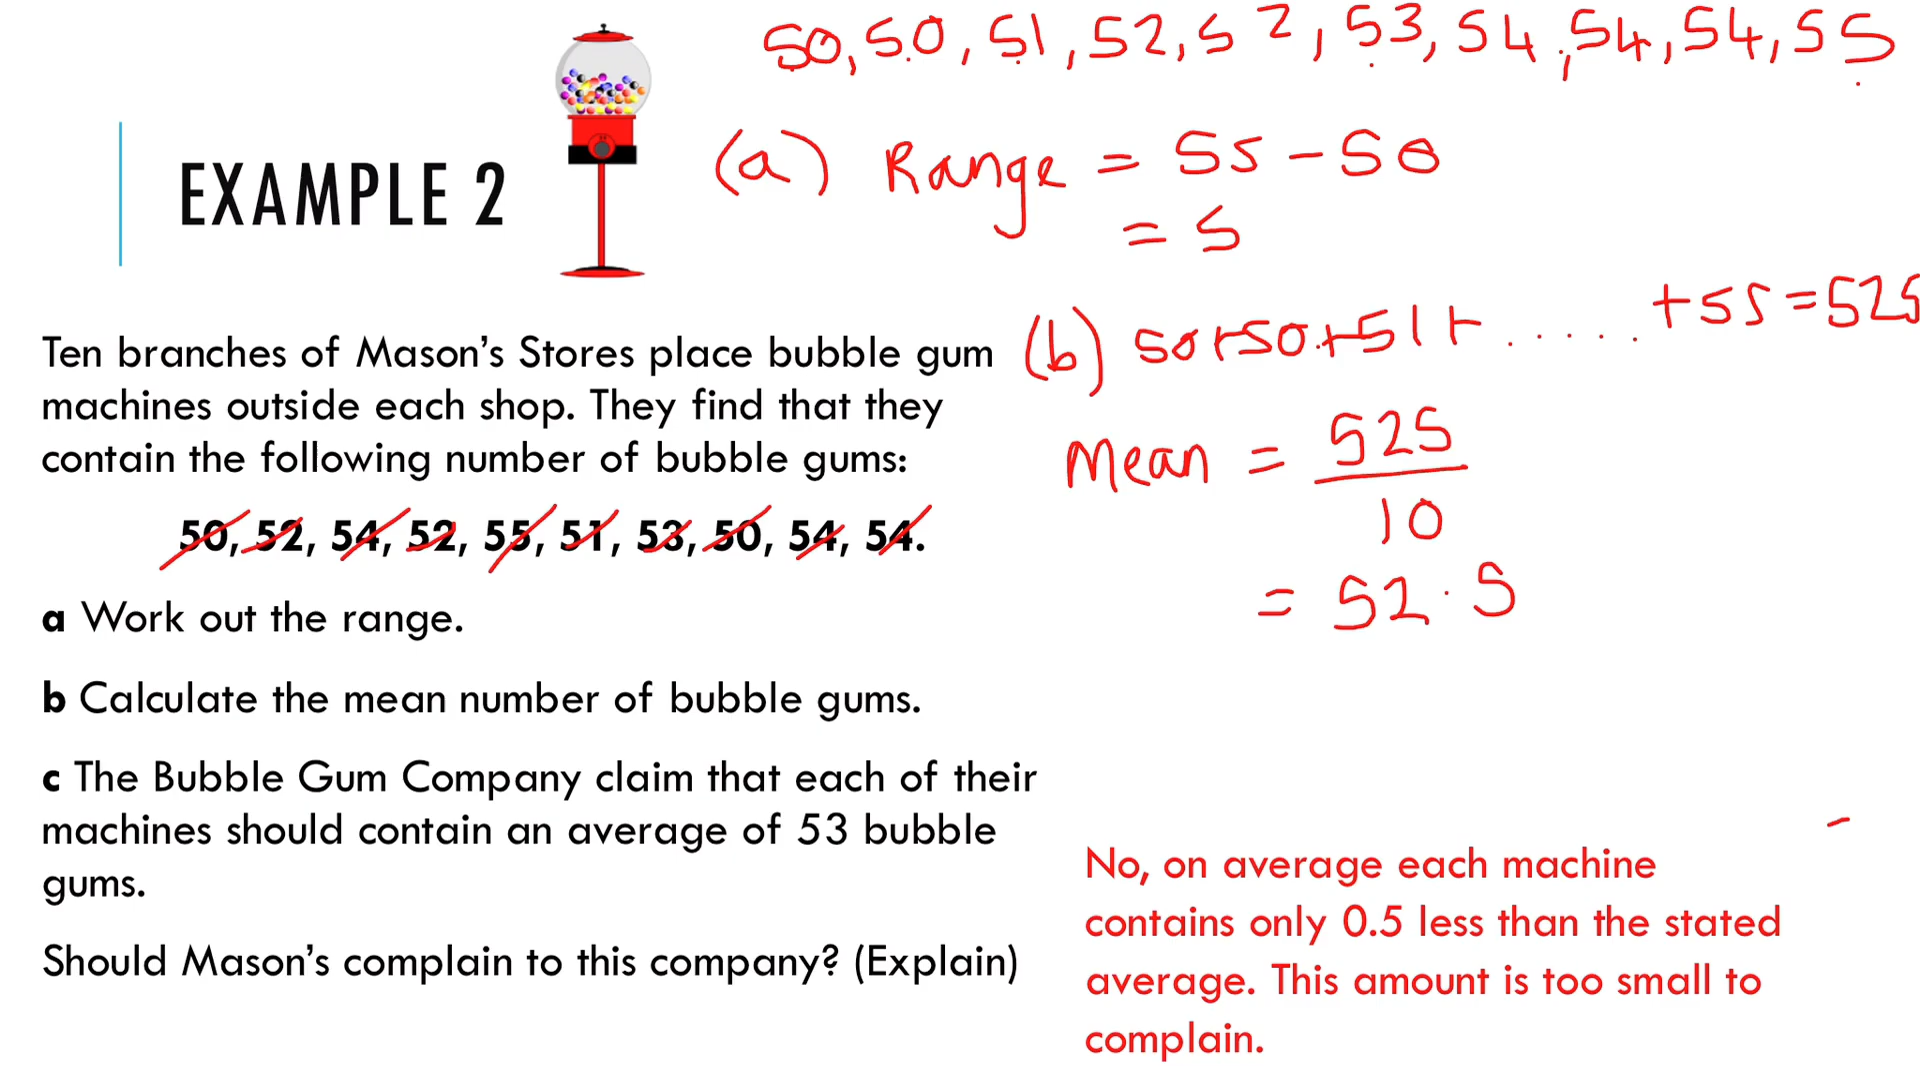 50, 50, 51, 52, 52, 53, 54, 54, 54, 55
EXAMPLE 2
(a) Range = 55 - 50
= 5
Ten branches of Mason’s Stores place bubble gum
machines outside each shop. They find that they
contain the following number of bubble gums:
50, 52, 54, 52, 55, 51, 53, 50, 54, 54.
a Work out the range.
b Calculate the mean number of bubble gums.
c The Bubble Gum Company claim that each of their
machines should contain an average of 53 bubble
gums.
Should Mason’s complain to this company? (Explain)
(b) 50+50+51+ ..... +55=525
Mean = 525
10
= 52.5
No, on average each machine
contains only 0.5 less than the stated
average. This amount is too small to
complain.